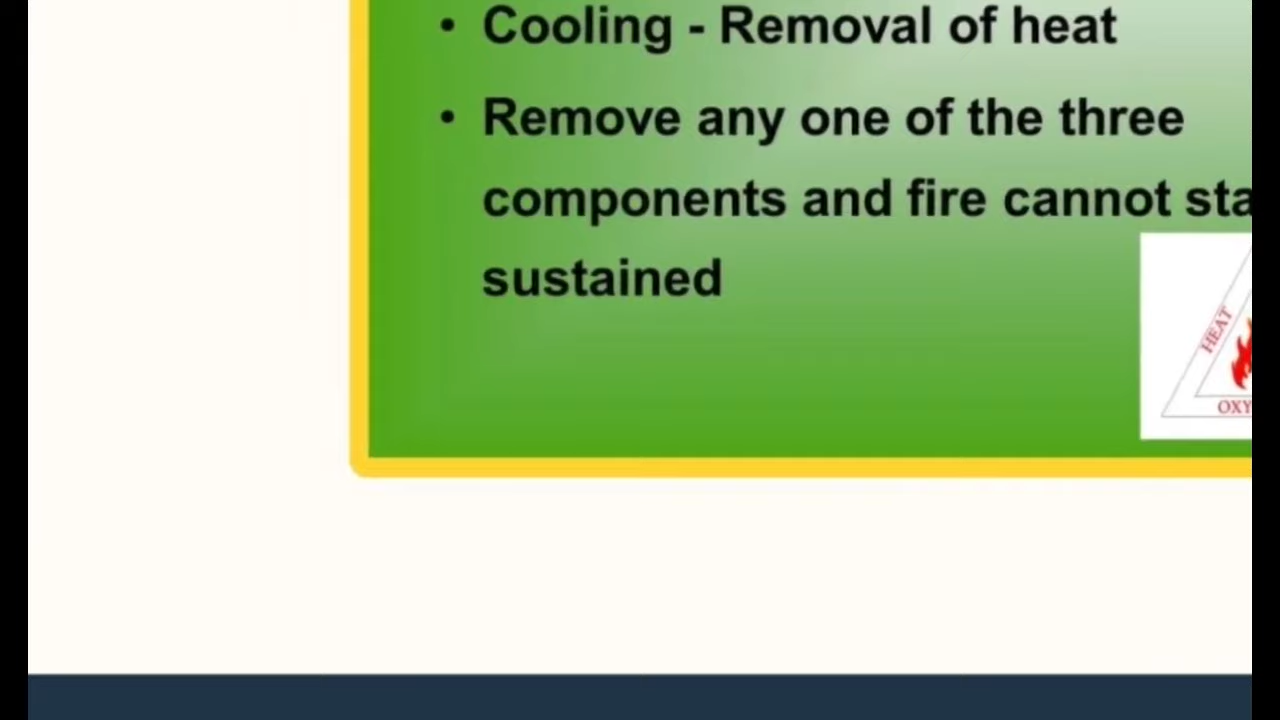 • Cooling - Removal of heat
• Remove any one of the three
components and fire cannot sta
sustained
HEAT
OXY